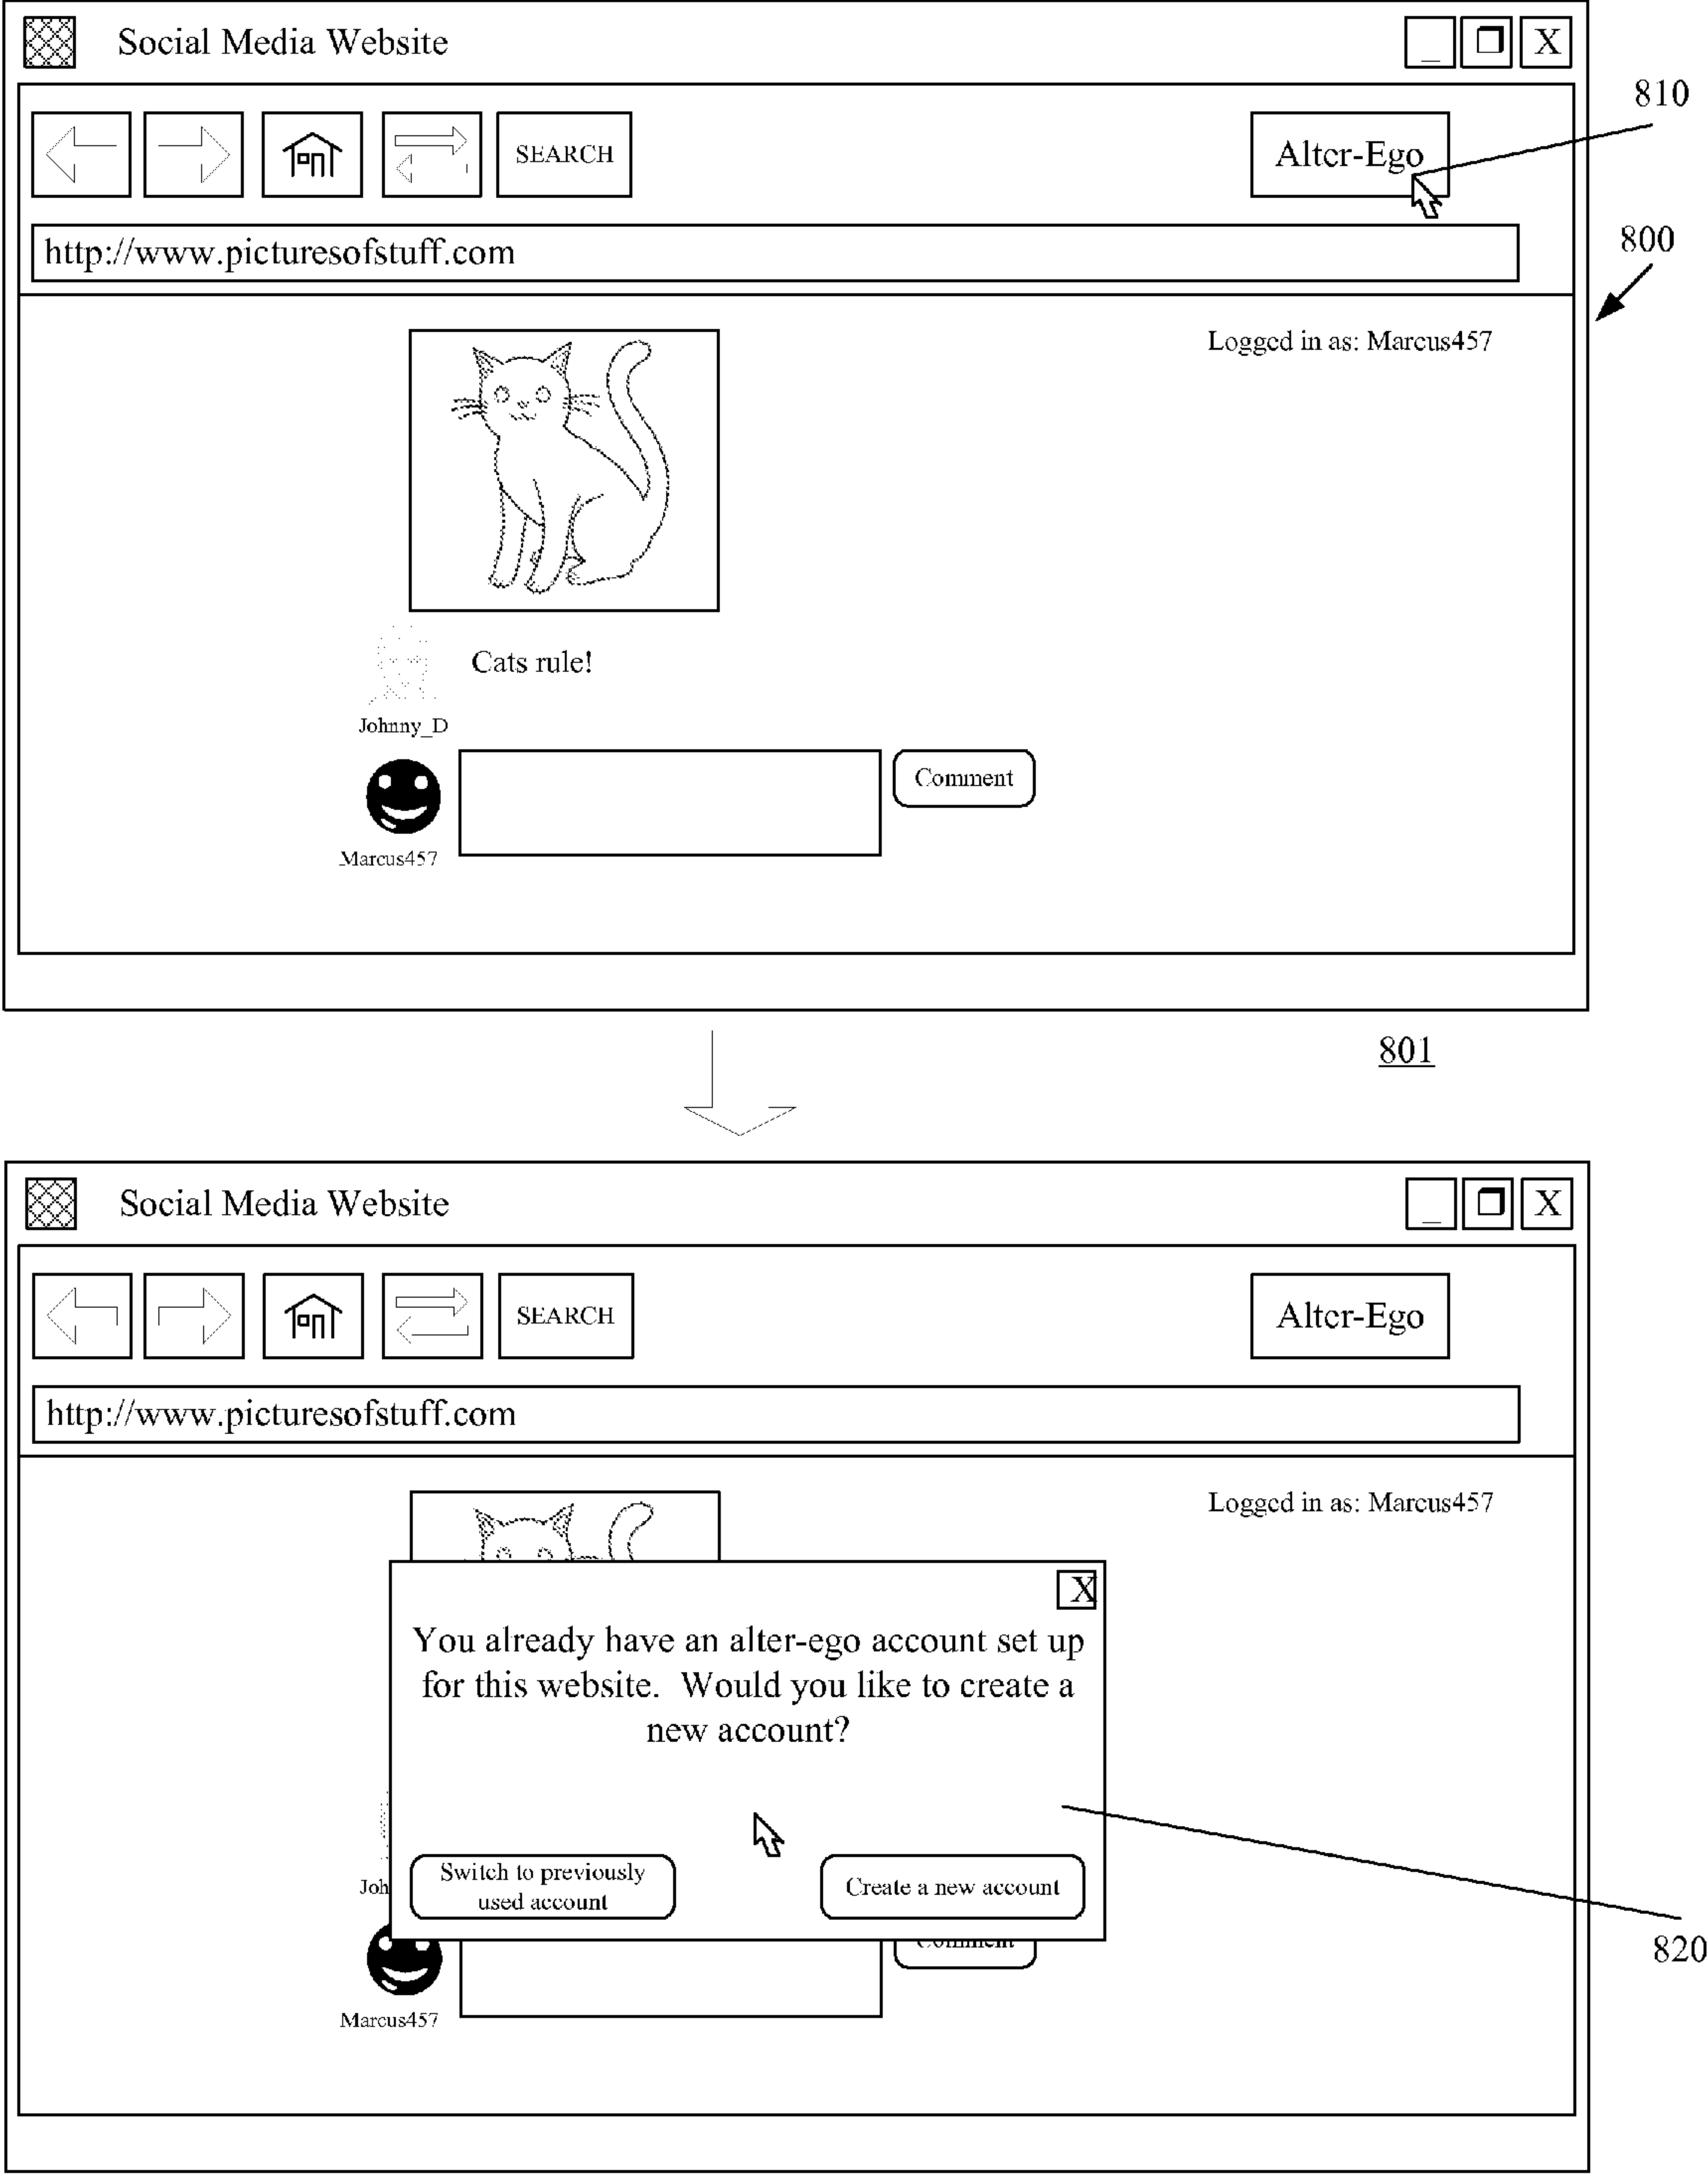 Social Media Website
_ X
810
SEARCH
Alter-Ego
http://www.picturesofstuff.com
800
Logged in as: Marcus457
Cats rule!
Johnny_D
Comment
Marcus457
801
Social Media Website
_ X
SEARCH
Alter-Ego
http://www.picturesofstuff.com
Logged in as: Marcus457
X
You already have an alter-ego account set up
for this website. Would you like to create a
new account?
Switch to previously
used account
Create a new account
Joh
Comment
820
Marcus457